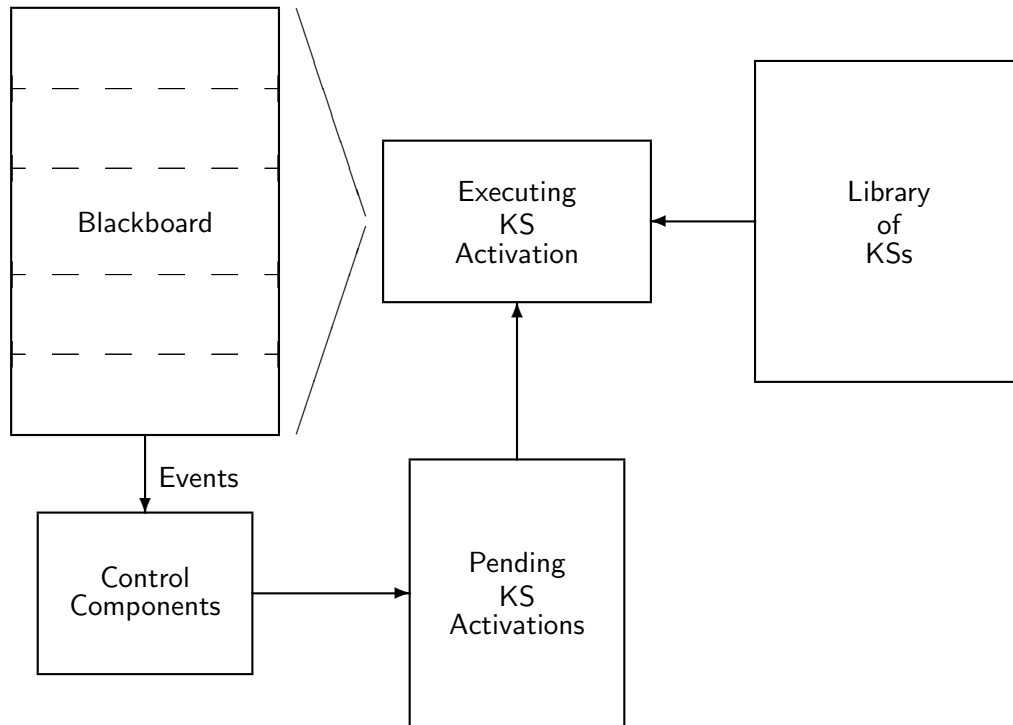 Blackboard
Executing
KS
Activation
Library
of
KSs
Events
Control
Components
Pending
KS
Activations